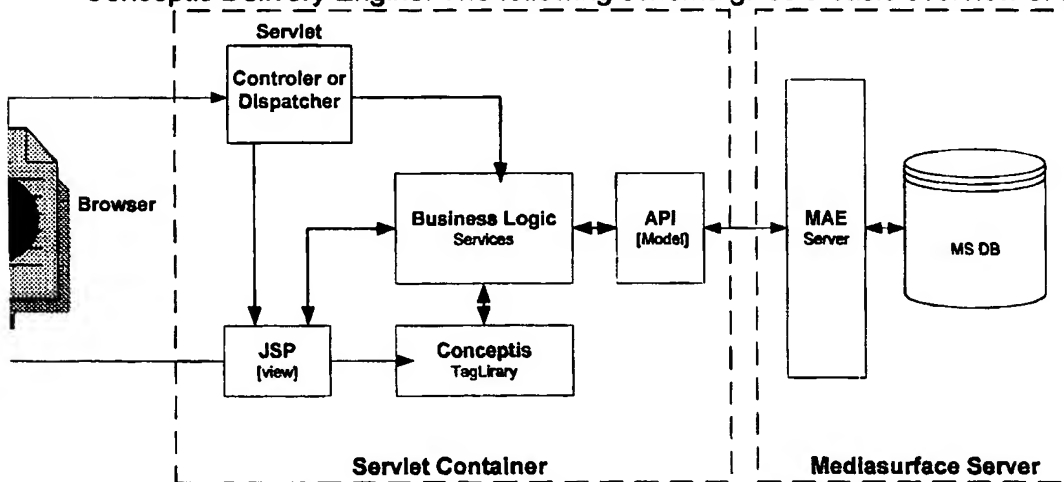 Servlet
Controler or
Dispatcher
Browser
Business Logic
Services
API
[Model]
MAE
Server
MS DB
JSP
[view]
Conceptis
TagLirary
Servlet Container
Mediasurface Server